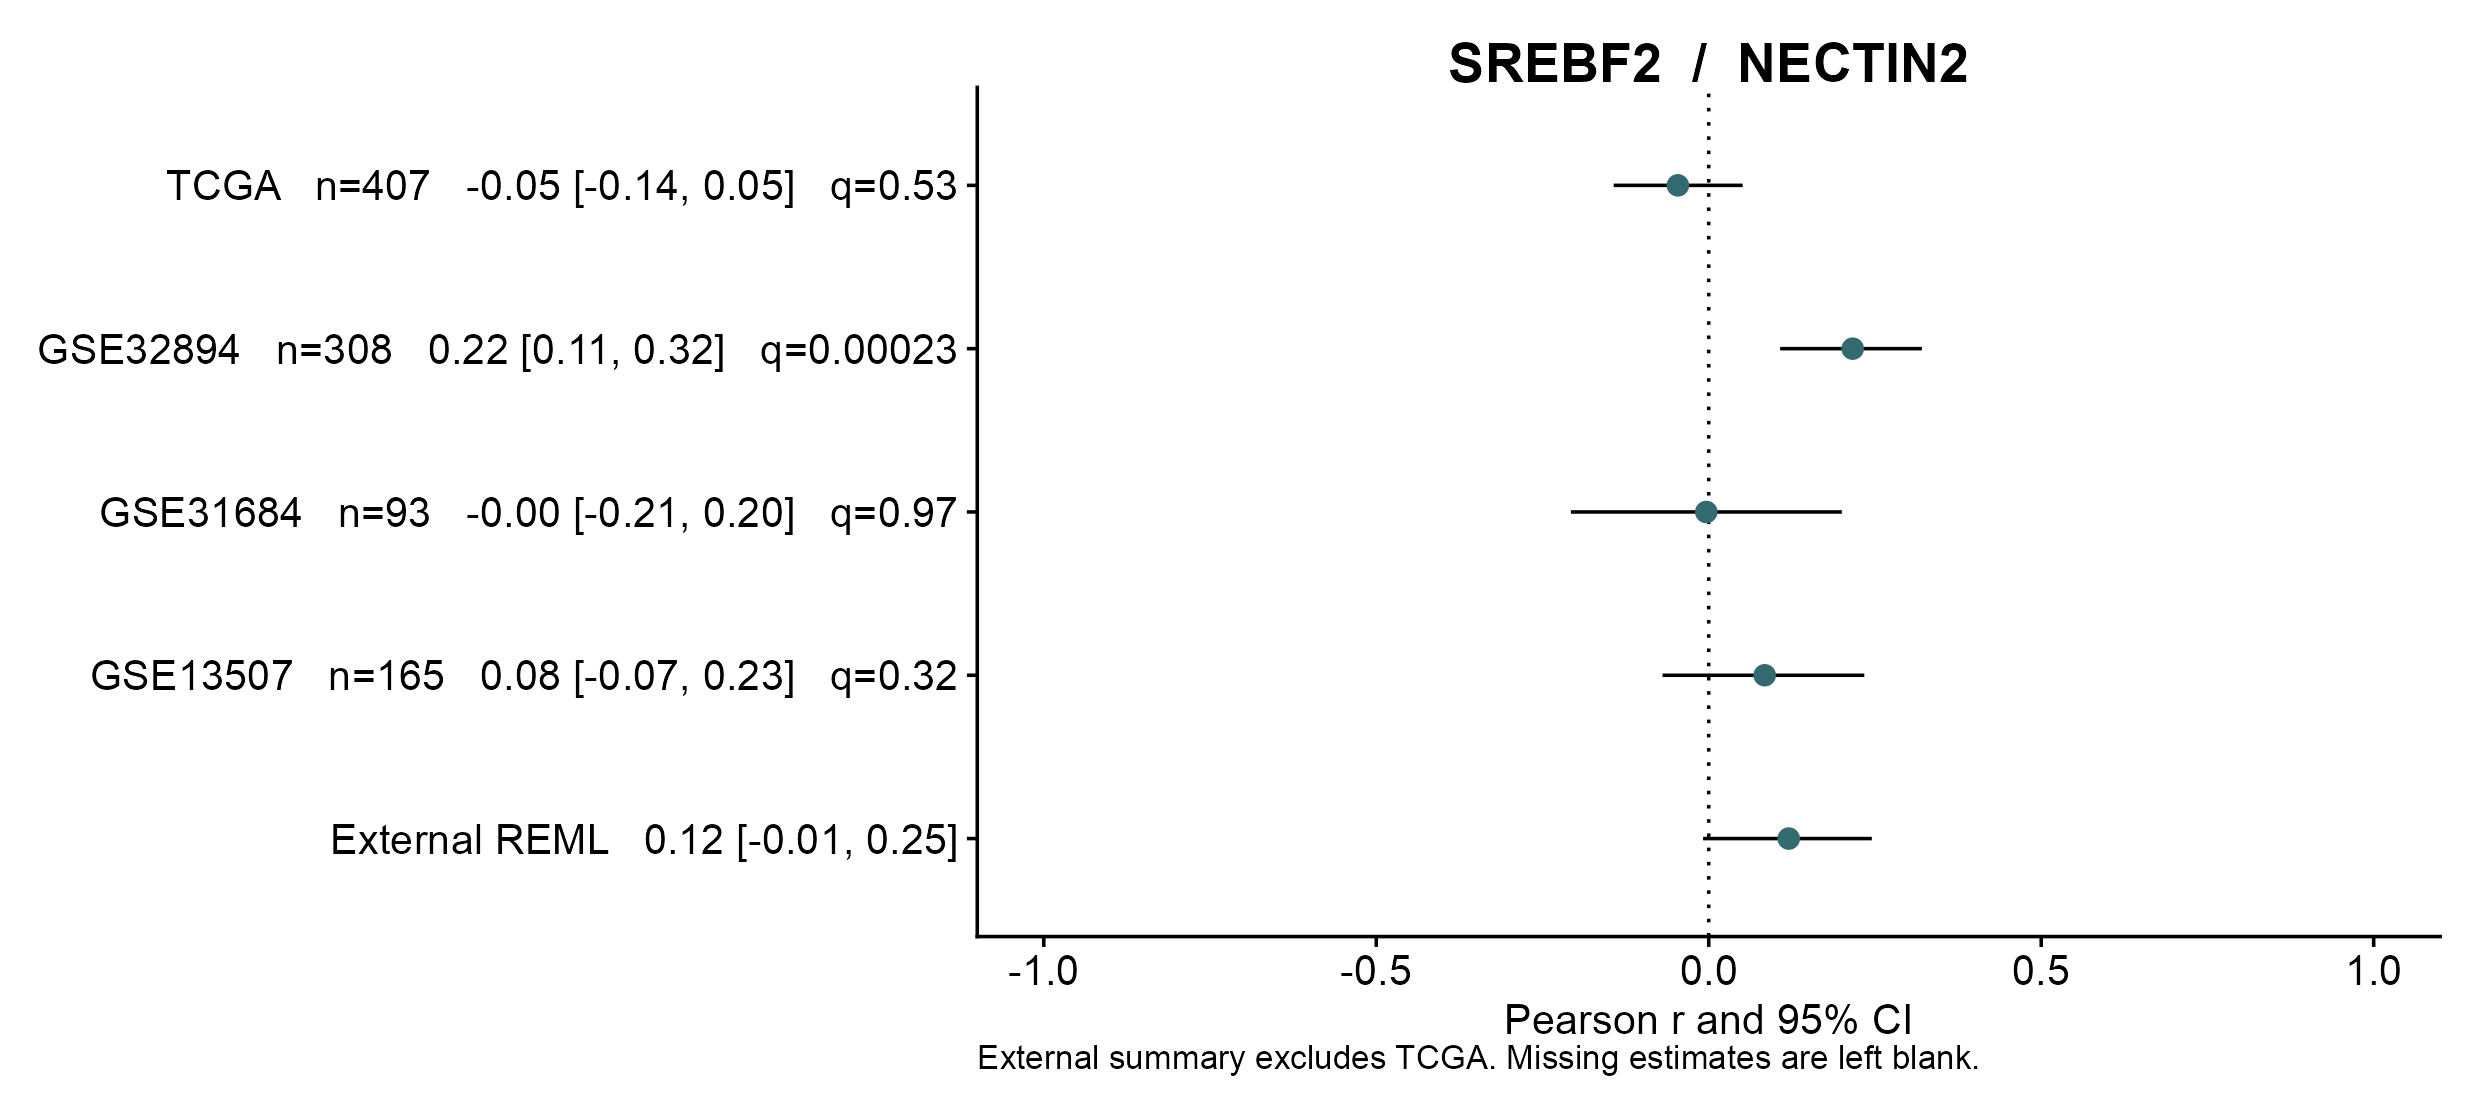 SREBF2 / NECTIN2
TCGA n=407 -0.05 [-0.14, 0.05] q=0.53
GSE32894 n=308 0.22 [0.11, 0.32] q=0.00023
GSE31684 n=93 -0.00 [-0.21, 0.20] q=0.97
GSE13507 n=165 0.08 [-0.07, 0.23] q=0.32
External REML 0.12 [-0.01, 0.25]
-1.0 -0.5 0.0 0.5 1.0
Pearson r and 95% CI
External summary excludes TCGA. Missing estimates are left blank.